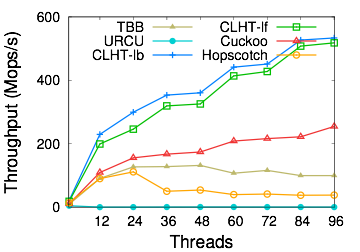 600
400
200
0
Throughput (Mops/s)
TBB
URCU
CLHT-lb
CLHT-lf
Cuckoo
Hopscotch
12 24 36 48 60 72 84 96
Threads